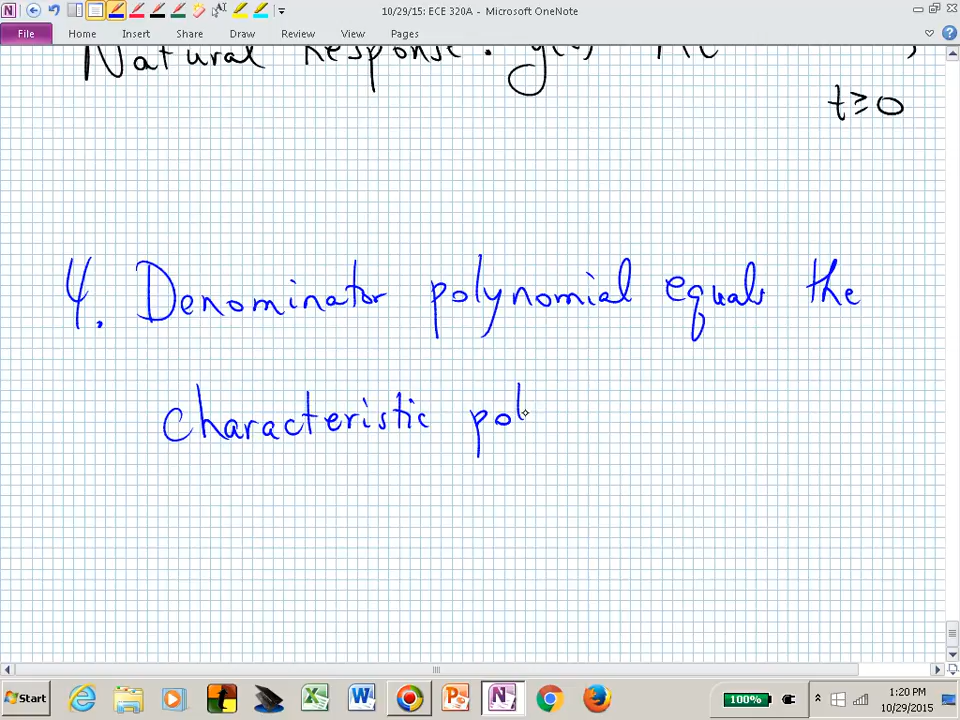 10/29/15: ECE 320A - Microsoft OneNote
File Home Insert Share Draw Review View Pages
Natural Response: y(t)
t ≥ 0
4. Denominator polynomial equals the
characteristic pol
Start
100%
1:20 PM
10/29/2015